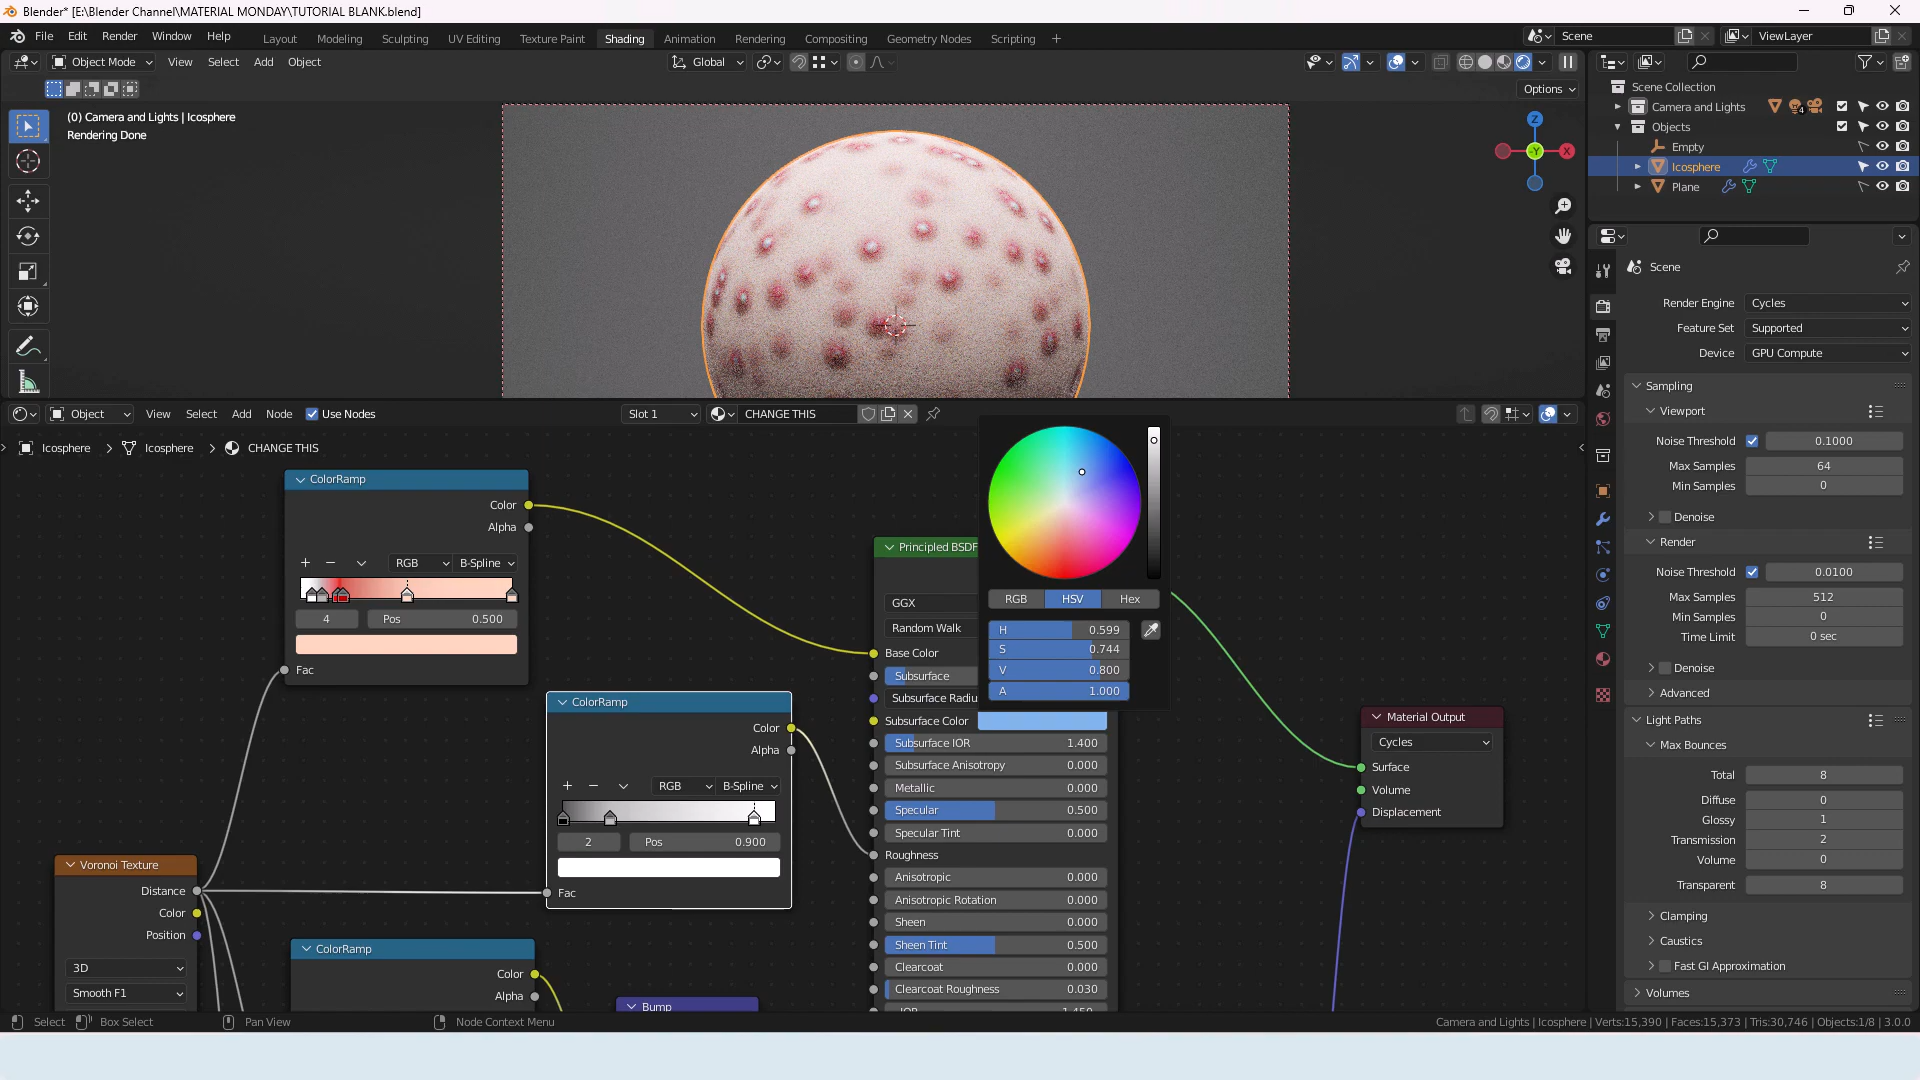 Blender* [E:\Blender Channel\MATERIAL MONDAY\TUTORIAL BLANK.blend]
File Edit Render Window Help Layout Modeling Sculpting UV Editing Texture Paint Shading Animation Rendering Compositing Geometry Nodes Scripting + Scene ViewLayer
Object Mode View Select Add Object Global
Options
(0) Camera and Lights | Icosphere
Rendering Done
Z
-Y
X
Scene Collection
Camera and Lights 4
Objects
Empty
Icosphere
Plane
Scene
Render Engine Cycles
Feature Set Supported
Device GPU Compute
Sampling
Viewport
Noise Threshold 0.1000
Max Samples 64
Min Samples 0
Denoise
Render
Noise Threshold 0.0100
Max Samples 512
Min Samples 0
Time Limit 0 sec
Denoise
Advanced
Light Paths
Max Bounces
Total 8
Diffuse 0
Glossy 1
Transmission 2
Volume 0
Transparent 8
Clamping
Caustics
Fast GI Approximation
Volumes
Object View Select Add Node Use Nodes Slot 1 CHANGE THIS
Icosphere > Icosphere > CHANGE THIS
ColorRamp
Color
Alpha
RGB B-Spline
4 Pos 0.500
Fac
ColorRamp
Color
Alpha
RGB B-Spline
2 Pos 0.900
Fac
Voronoi Texture
Distance
Color
Position
3D
Smooth F1
ColorRamp
Color
Alpha
Bump
Principled BSDF
GGX
Random Walk
Base Color
Subsurface
Subsurface Radiu
Subsurface Color
Subsurface IOR 1.400
Subsurface Anisotropy 0.000
Metallic 0.000
Specular 0.500
Specular Tint 0.000
Roughness
Anisotropic 0.000
Anisotropic Rotation 0.000
Sheen 0.000
Sheen Tint 0.500
Clearcoat 0.000
Clearcoat Roughness 0.030
IOR 1.450
RGB HSV Hex
H 0.599
S 0.744
V 0.800
A 1.000
Material Output
Cycles
Surface
Volume
Displacement
Select Box Select Pan View Node Context Menu Camera and Lights | Icosphere | Verts:15,390 | Faces:15,373 | Tris:30,746 | Objects:1/8 | 3.0.0